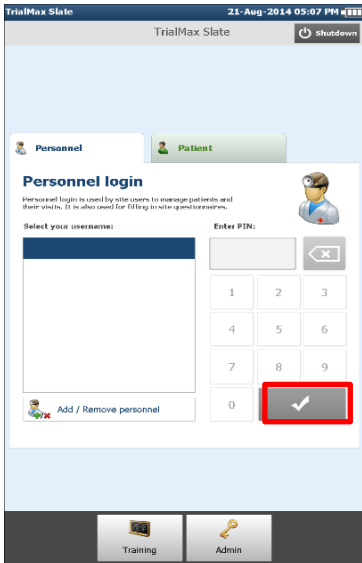 TrialMax Slate 21-Aug-2014 05:07 PM
TrialMax Slate Shutdown
Personnel Patient
Personnel login
Personnel login is used by site users to manage patients and
their visits. It is also used for filling in site questionnaires.
Select your username: Enter PIN:
1 2 3
4 5 6
7 8 9
Add / Remove personnel 0
Training Admin